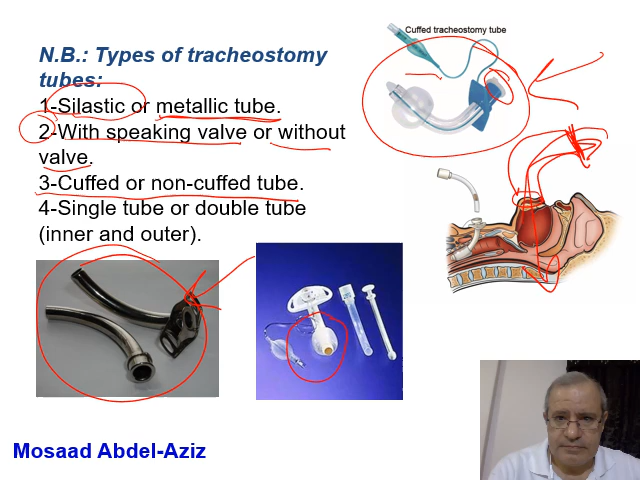 Cuffed tracheostomy tube
N.B.: Types of tracheostomy
tubes:
1-Silastic or metallic tube.
2-With speaking valve or without
valve.
3-Cuffed or non-cuffed tube.
4-Single tube or double tube
(inner and outer).
Mosaad Abdel-Aziz